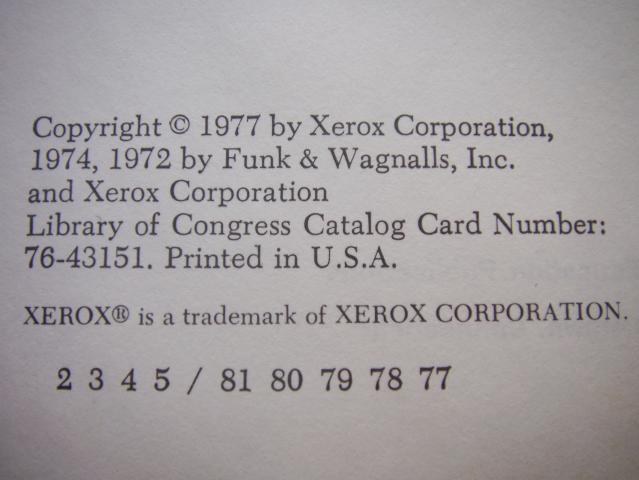 Copyright © 1977 by Xerox Corporation,
1974, 1972 by Funk & Wagnalls, Inc.
and Xerox Corporation
Library of Congress Catalog Card Number:
76-43151. Printed in U.S.A.
XEROX® is a trademark of XEROX CORPORATION.
2 3 4 5 / 81 80 79 78 77